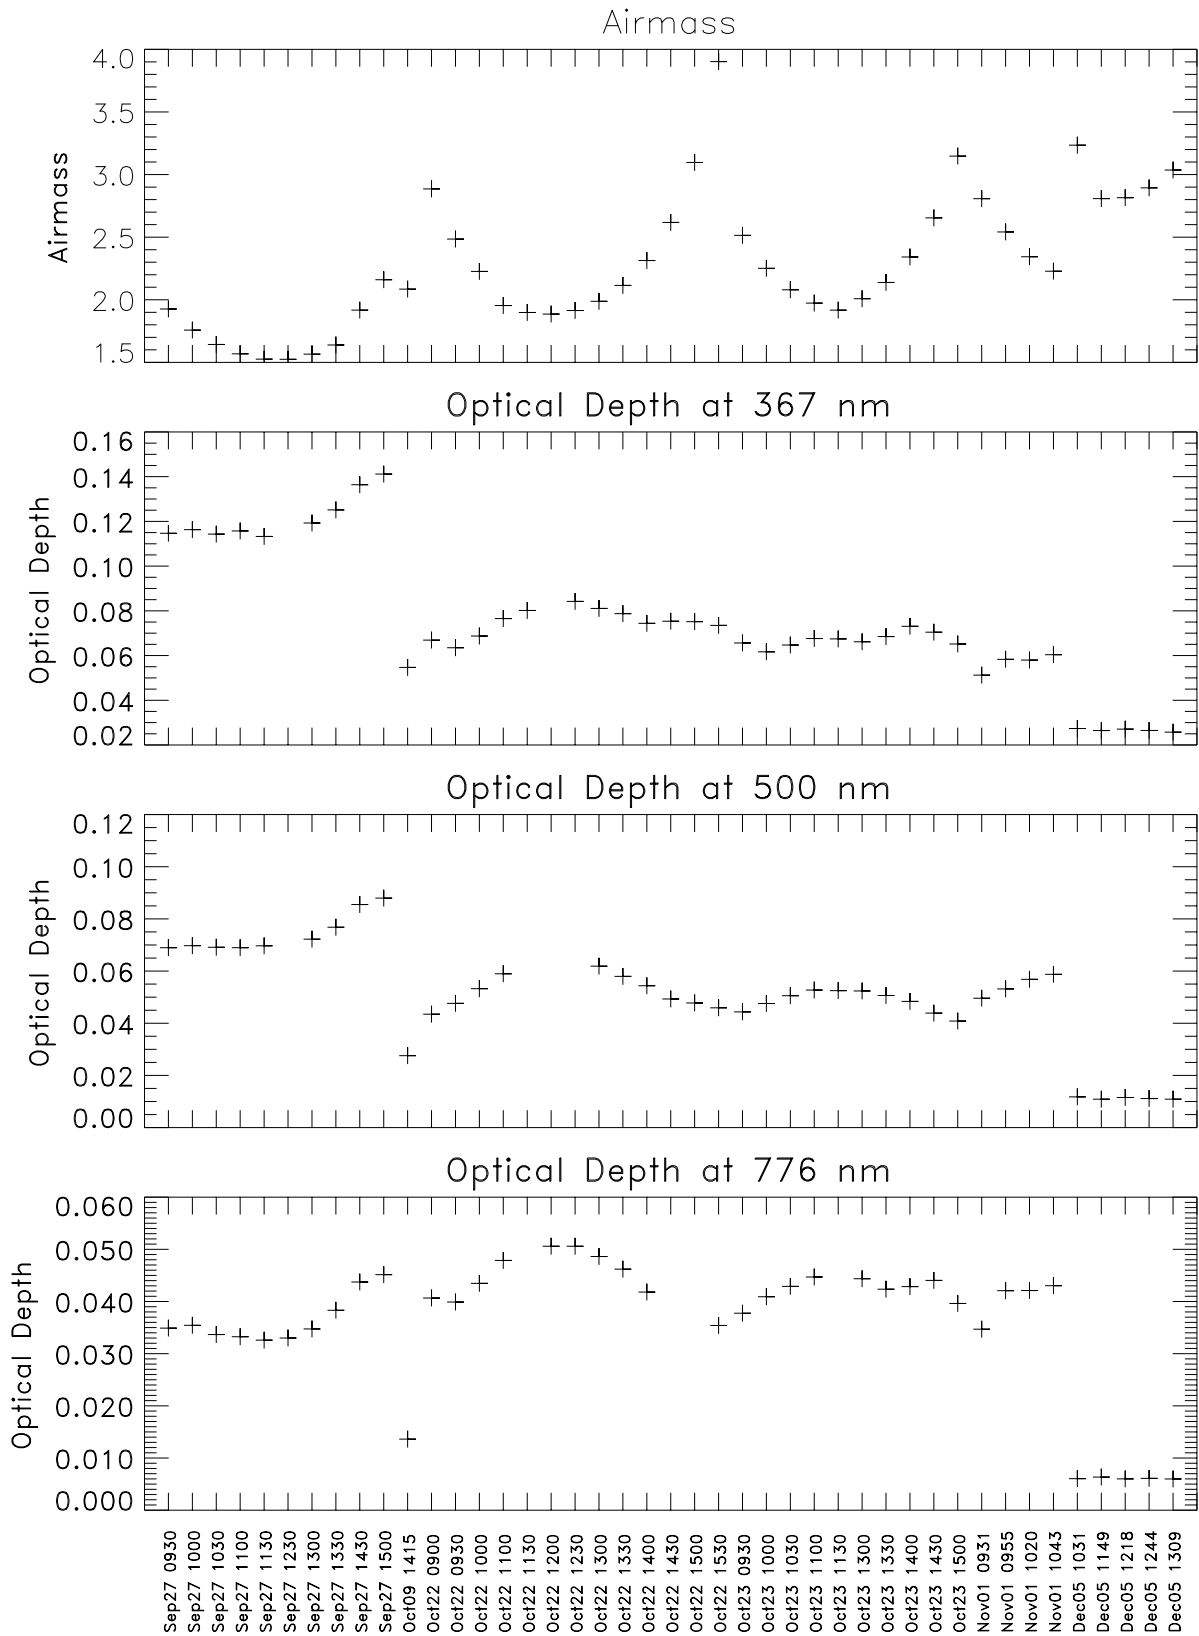 Airmass
4.0
3.5
3.0
2.5
2.0
1.5
Airmass
Optical Depth at 367 nm
0.16
0.14
0.12
0.10
0.08
0.06
0.04
0.02
Optical Depth
Optical Depth at 500 nm
0.12
0.10
0.08
0.06
0.04
0.02
0.00
Optical Depth
Optical Depth at 776 nm
0.060
0.050
0.040
0.030
0.020
0.010
0.000
Optical Depth
Sep27 0930
Sep27 1000
Sep27 1030
Sep27 1100
Sep27 1130
Sep27 1230
Sep27 1300
Sep27 1330
Sep27 1430
Sep27 1500
Oct09 1415
Oct22 0900
Oct22 0930
Oct22 1000
Oct22 1100
Oct22 1130
Oct22 1200
Oct22 1230
Oct22 1300
Oct22 1330
Oct22 1400
Oct22 1430
Oct22 1500
Oct22 1530
Oct23 0930
Oct23 1000
Oct23 1030
Oct23 1100
Oct23 1130
Oct23 1300
Oct23 1330
Oct23 1400
Oct23 1430
Oct23 1500
Nov01 0931
Nov01 0955
Nov01 1020
Nov01 1043
Dec05 1031
Dec05 1149
Dec05 1218
Dec05 1244
Dec05 1309